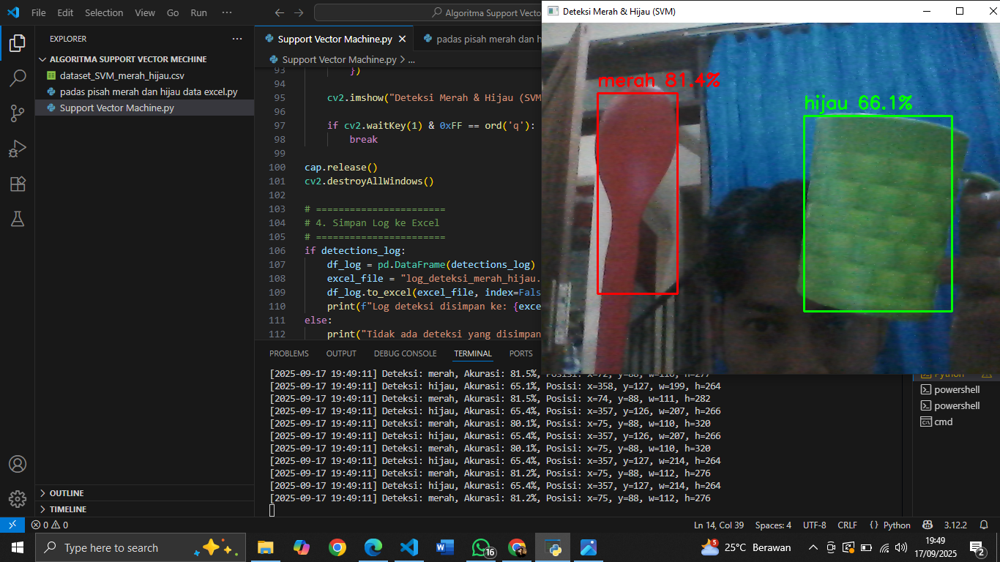 File Edit Selection View Go Run ···
Algoritma Support Vecto
EXPLORER
ALGORITMA SUPPORT VECTOR MECHINE
dataset_SVM_merah_hijau.csv
padas pisah merah dan hijau data excel.py
Support Vector Machine.py
OUTLINE
TIMELINE
Support Vector Machine.py
padas pisah merah dan h
Support Vector Machine.py > ...
93 })
94
95 cv2.imshow("Deteksi Merah & Hijau (SVM
96
97 if cv2.waitKey(1) & 0xFF == ord('q'):
98 break
99
100 cap.release()
101 cv2.destroyAllWindows()
102
103 # =======================
104 # 4. Simpan Log ke Excel
105 # =======================
106 if detections_log:
107 df_log = pd.DataFrame(detections_log)
108 excel_file = "log_deteksi_merah_hijau.
109 df_log.to_excel(excel_file, index=Fals
110 print(f"Log deteksi disimpan ke: {exce
111 else:
112 print("Tidak ada deteksi yang disimpan
Deteksi Merah & Hijau (SVM)
merah 81.4%
hijau 66.1%
PROBLEMS OUTPUT DEBUG CONSOLE TERMINAL PORTS
[2025-09-17 19:49:11] Deteksi: merah, Akurasi: 81.5%, Posisi: x=72, y=88, w=110, h=277
[2025-09-17 19:49:11] Deteksi: hijau, Akurasi: 65.1%, Posisi: x=358, y=127, w=199, h=264
[2025-09-17 19:49:11] Deteksi: merah, Akurasi: 81.5%, Posisi: x=74, y=88, w=111, h=282
[2025-09-17 19:49:11] Deteksi: hijau, Akurasi: 65.4%, Posisi: x=357, y=126, w=207, h=266
[2025-09-17 19:49:11] Deteksi: merah, Akurasi: 80.1%, Posisi: x=75, y=88, w=110, h=320
[2025-09-17 19:49:11] Deteksi: hijau, Akurasi: 65.4%, Posisi: x=357, y=126, w=207, h=266
[2025-09-17 19:49:11] Deteksi: merah, Akurasi: 80.1%, Posisi: x=75, y=88, w=110, h=320
[2025-09-17 19:49:11] Deteksi: hijau, Akurasi: 65.4%, Posisi: x=357, y=127, w=214, h=264
[2025-09-17 19:49:11] Deteksi: merah, Akurasi: 81.2%, Posisi: x=75, y=88, w=112, h=276
[2025-09-17 19:49:11] Deteksi: hijau, Akurasi: 65.4%, Posisi: x=357, y=127, w=214, h=264
[2025-09-17 19:49:11] Deteksi: merah, Akurasi: 81.2%, Posisi: x=75, y=88, w=112, h=276
Python
powershell
powershell
cmd
0 0
Ln 14, Col 39 Spaces: 4 UTF-8 CRLF {} Python 3.12.2
Type here to search
16
5
25°C Berawan
19:49
17/09/2025
2